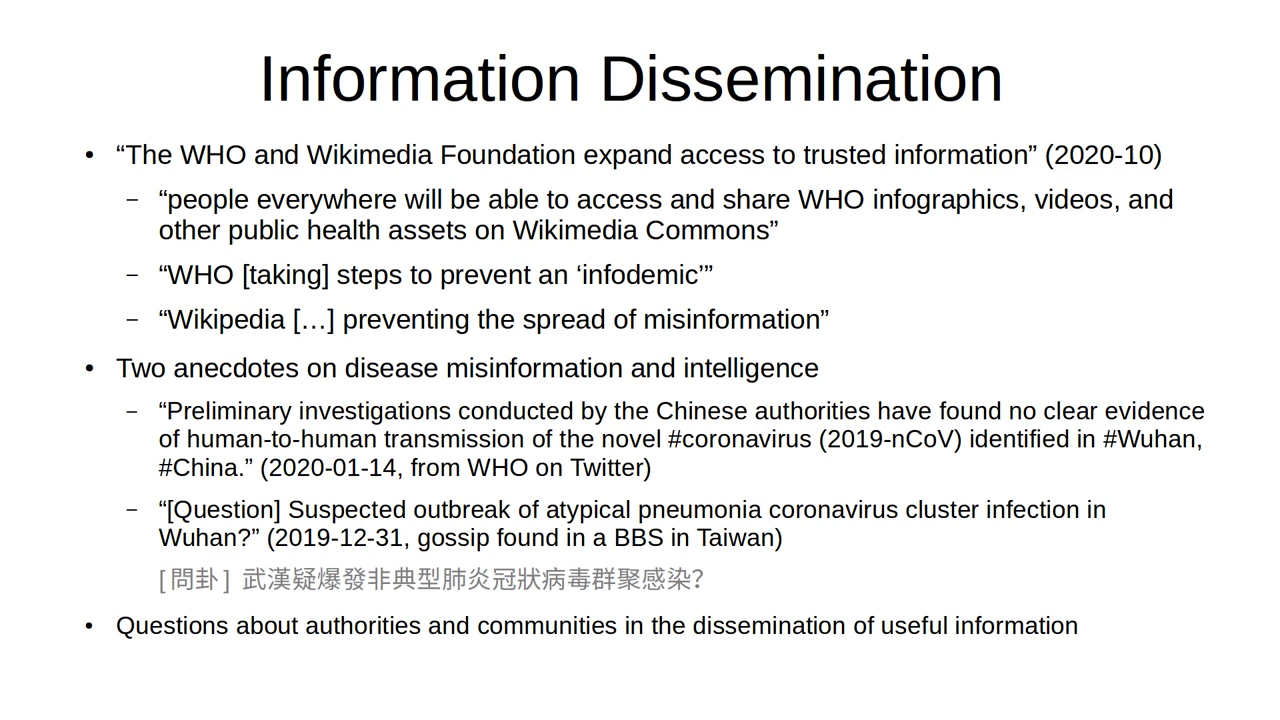 Information Dissemination
• “The WHO and Wikimedia Foundation expand access to trusted information” (2020-10)
– “people everywhere will be able to access and share WHO infographics, videos, and
other public health assets on Wikimedia Commons”
– “WHO [taking] steps to prevent an ‘infodemic’”
– “Wikipedia […] preventing the spread of misinformation”
• Two anecdotes on disease misinformation and intelligence
– “Preliminary investigations conducted by the Chinese authorities have found no clear evidence
of human-to-human transmission of the novel #coronavirus (2019-nCoV) identified in #Wuhan,
#China.” (2020-01-14, from WHO on Twitter)
– “[Question] Suspected outbreak of atypical pneumonia coronavirus cluster infection in
Wuhan?” (2019-12-31, gossip found in a BBS in Taiwan)
[問卦] 武漢疑爆發非典型肺炎冠狀病毒群聚感染?
• Questions about authorities and communities in the dissemination of useful information